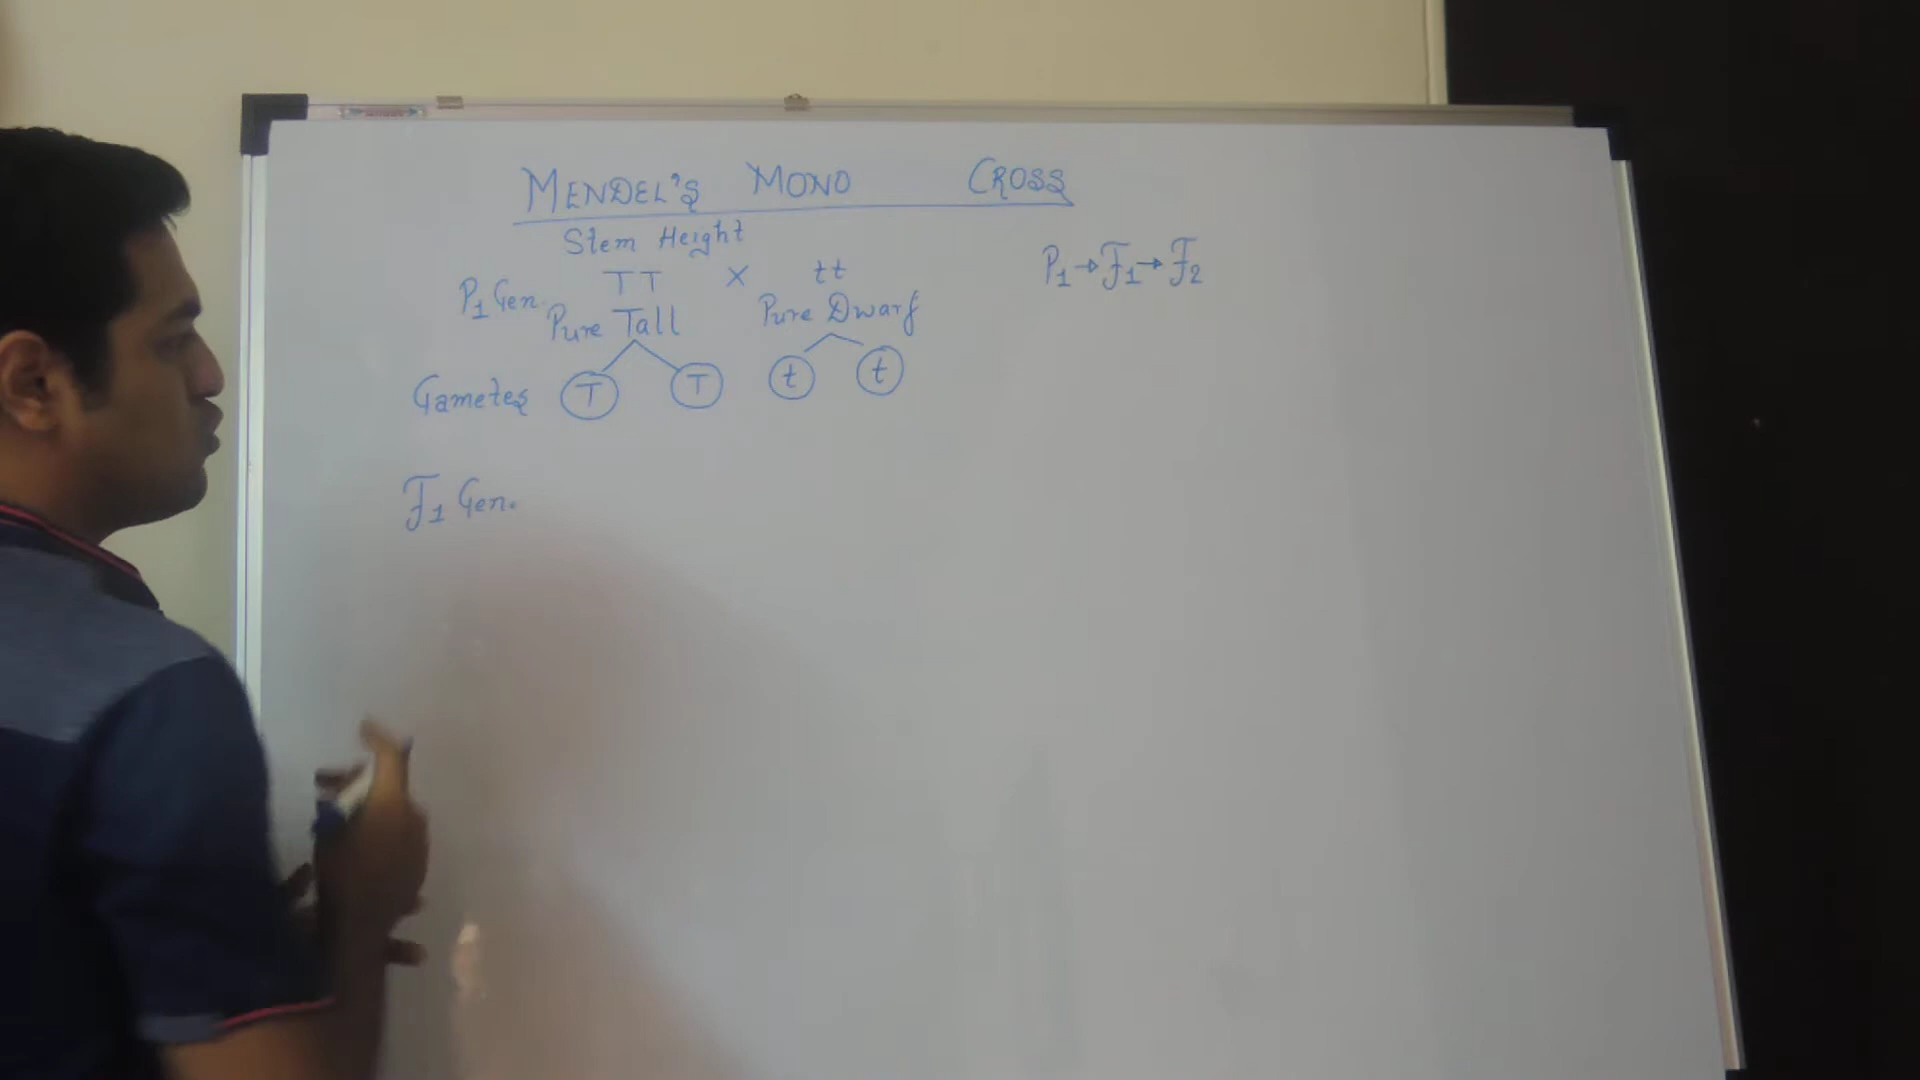 MENDEL'S MONO CROSS
Stem Height
P1 Gen. TT × tt
Pure Tall Pure Dwarf
P1→F1→F2
Gametes T T t t
F1 Gen.